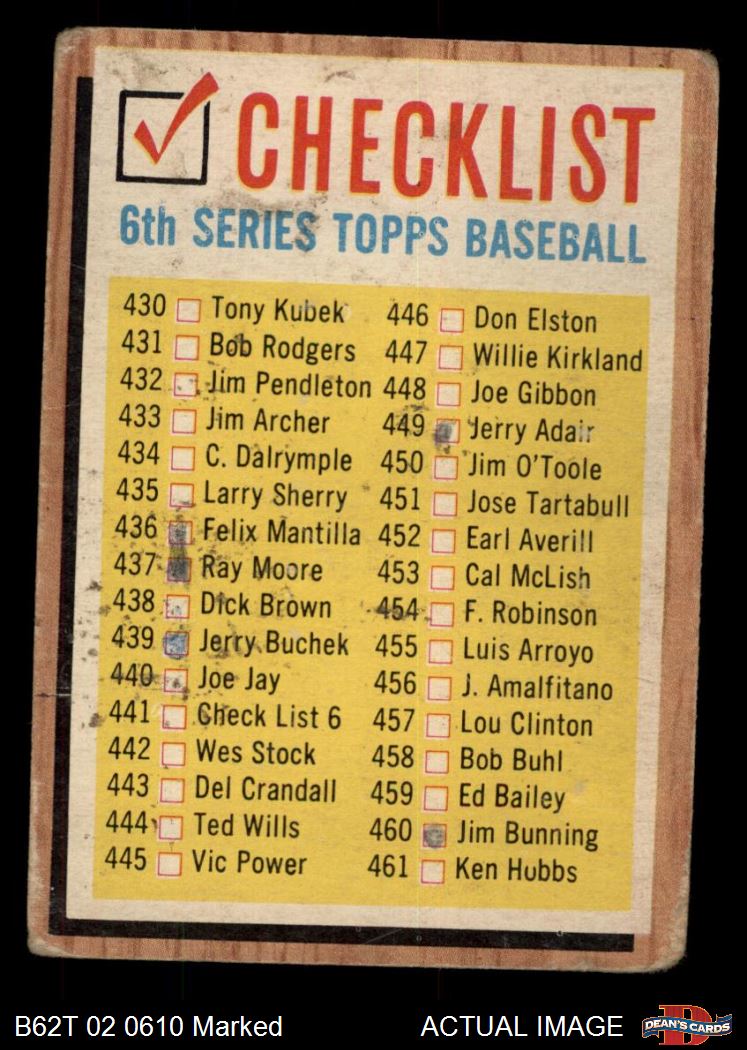 CHECKLIST
6th SERIES TOPPS BASEBALL
430 Tony Kubek
431 Bob Rodgers
432 Jim Pendleton
433 Jim Archer
434 C. Dalrymple
435 Larry Sherry
436 Felix Mantilla
437 Ray Moore
438 Dick Brown
439 Jerry Buchek
440 Joe Jay
441 Check List 6
442 Wes Stock
443 Del Crandall
444 Ted Wills
445 Vic Power
446 Don Elston
447 Willie Kirkland
448 Joe Gibbon
449 Jerry Adair
450 Jim O'Toole
451 Jose Tartabull
452 Earl Averill
453 Cal McLish
454 F. Robinson
455 Luis Arroyo
456 J. Amalfitano
457 Lou Clinton
458 Bob Buhl
459 Ed Bailey
460 Jim Bunning
461 Ken Hubbs
B62T 02 0610 Marked
ACTUAL IMAGE
DEAN'S CARDS